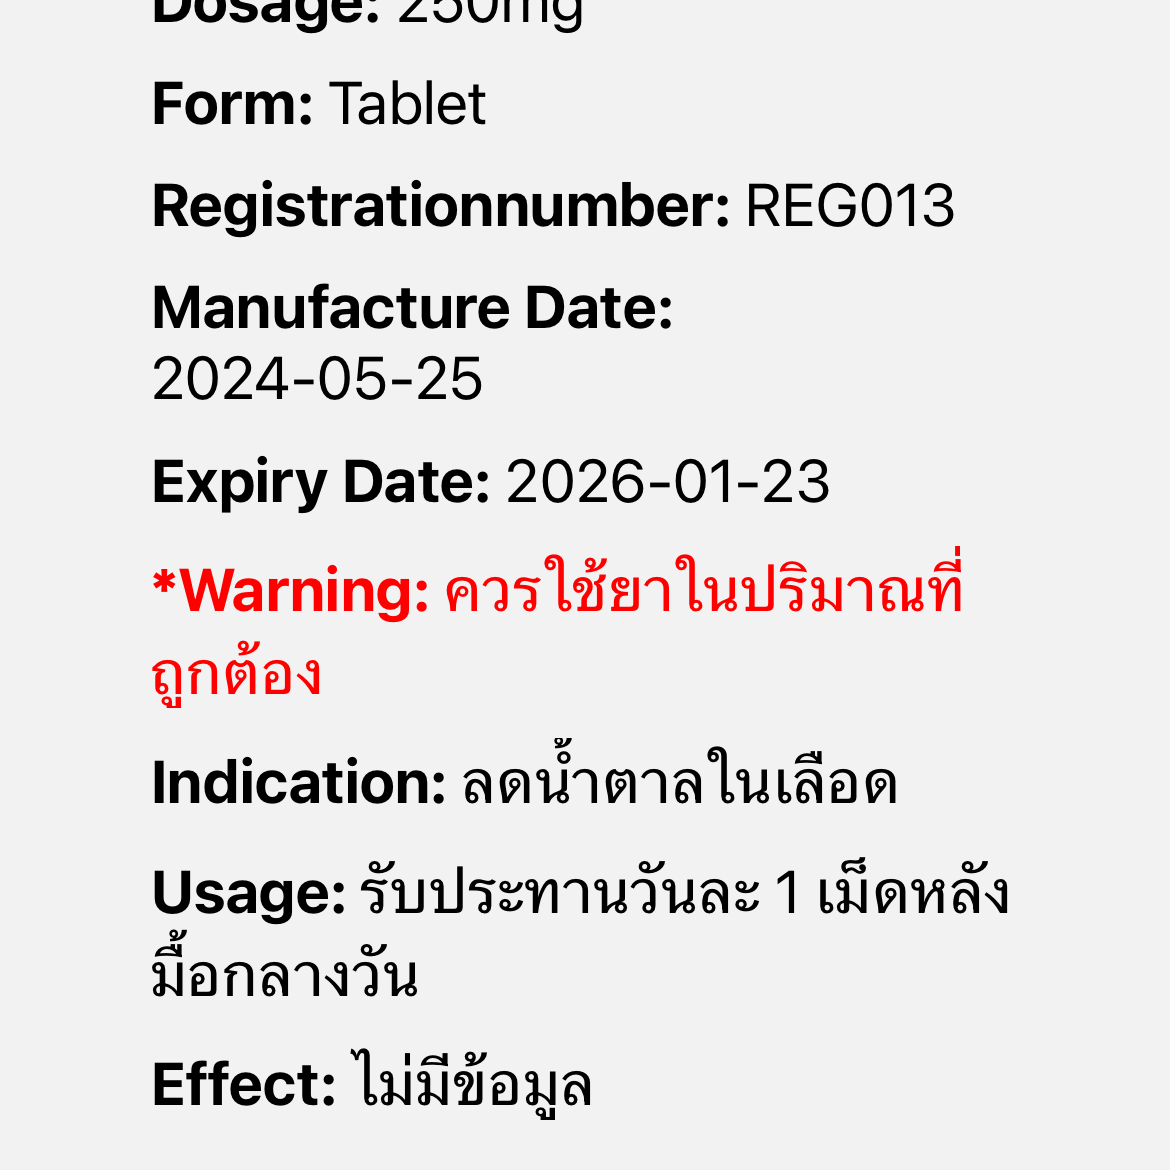 Dosage: 250mg
Form: Tablet
Registrationnumber: REG013
Manufacture Date:
2024-05-25
Expiry Date: 2026-01-23
*Warning: ควรใช้ยาในปริมาณที่
ถูกต้อง
Indication: ลดน้ำตาลในเลือด
Usage: รับประทานวันละ 1 เม็ดหลัง
มื้อกลางวัน
Effect: ไม่มีข้อมูล